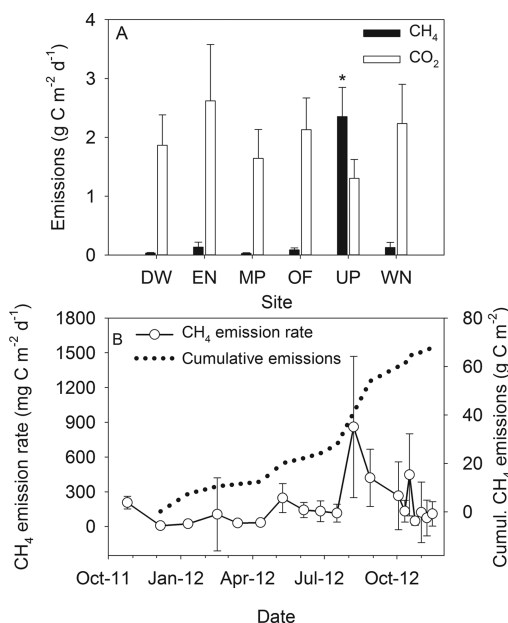 A
CH₄
CO₂
*
Emissions (g C m⁻² d⁻¹)
4
3
2
1
0
DW EN MP OF UP WN
Site
B
CH₄ emission rate
Cumulative emissions
CH₄ emission rate (mg C m⁻² d⁻¹)
1800
1500
1200
900
600
300
0
Cumul. CH₄ emissions (g C m⁻²)
80
60
40
20
0
Oct-11 Jan-12 Apr-12 Jul-12 Oct-12
Date